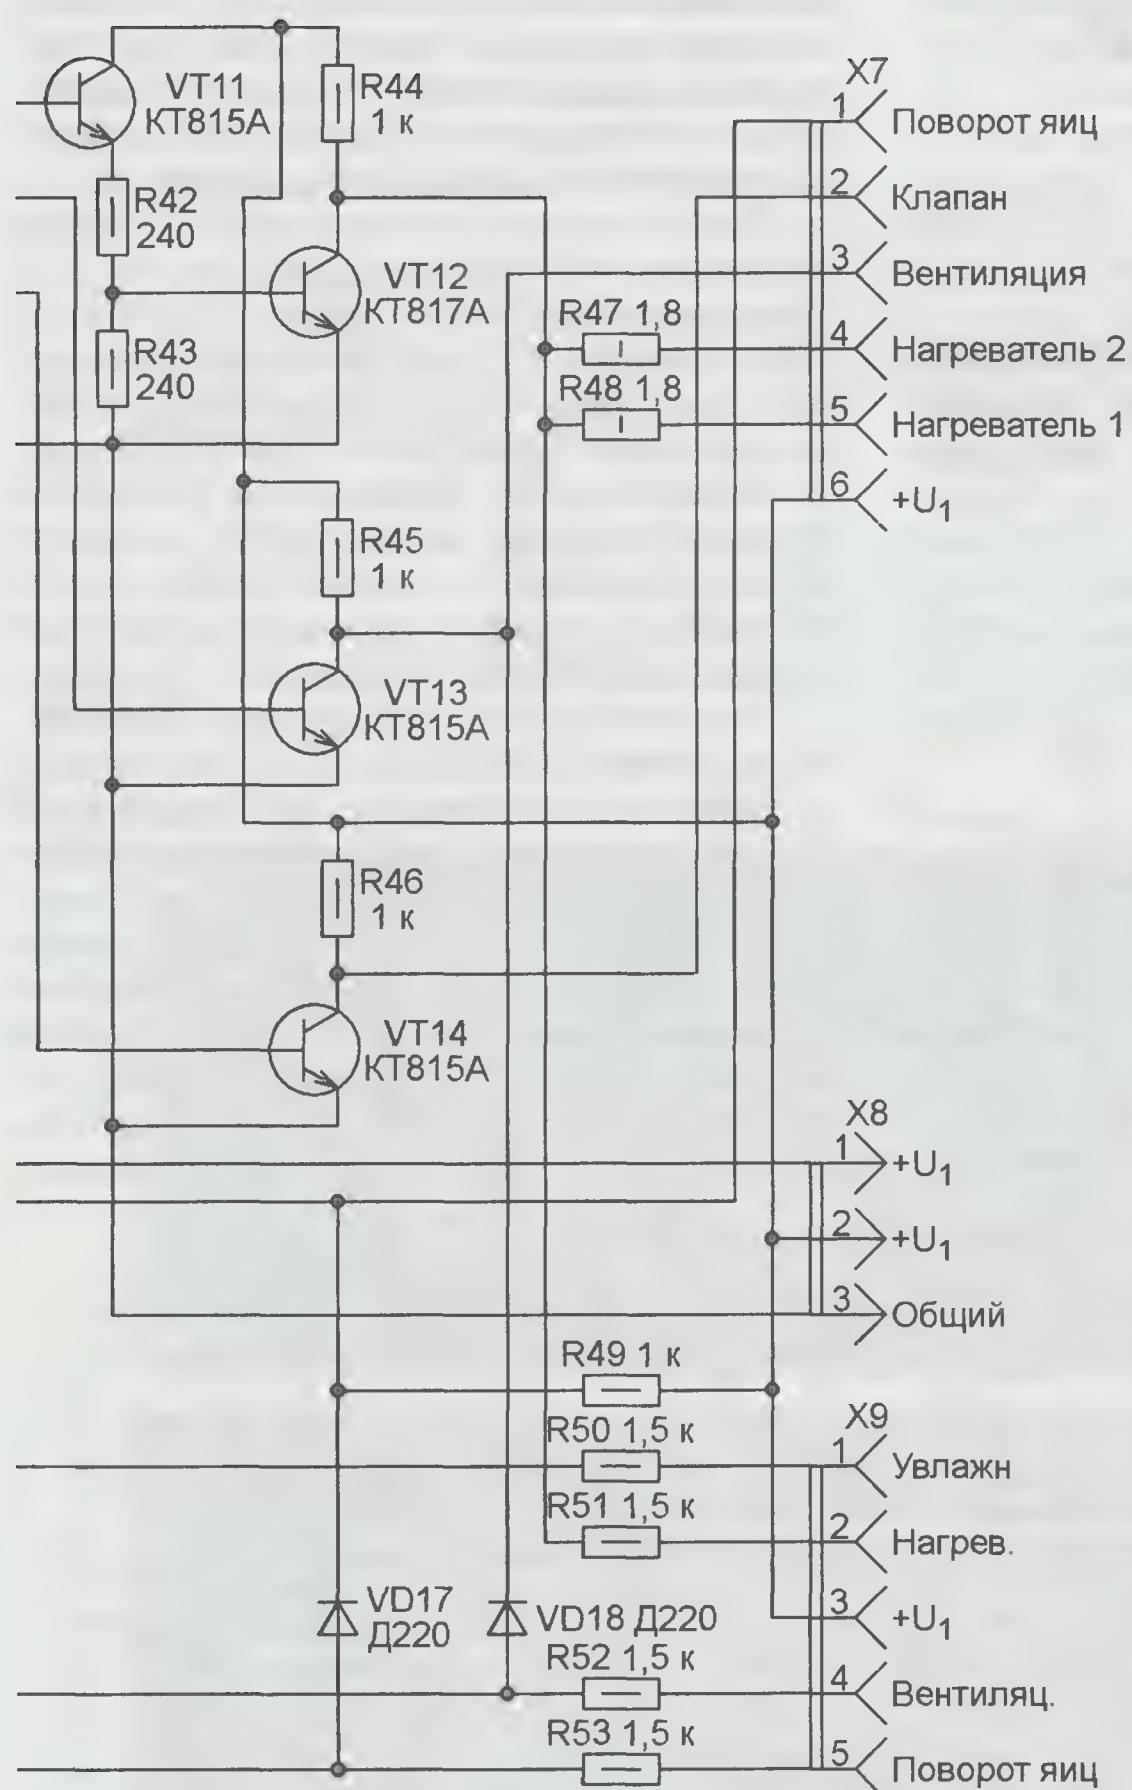 VT11
КТ815А
R44
1 к
X7
1
Поворот яиц
R42
240
2
Клапан
VT12
КТ817А
3
Вентиляция
R43
240
R47 1,8
4
Нагреватель 2
R48 1,8
5
Нагреватель 1
6
+U1
R45
1 к
VT13
КТ815А
R46
1 к
VT14
КТ815А
X8
1
+U1
2
+U1
3
Общий
R49 1 к
R50 1,5 к
X9
1
Увлажн
R51 1,5 к
2
Нагрев.
VD17
Д220
VD18 Д220
3
+U1
R52 1,5 к
4
Вентиляц.
R53 1,5 к
5
Поворот яиц